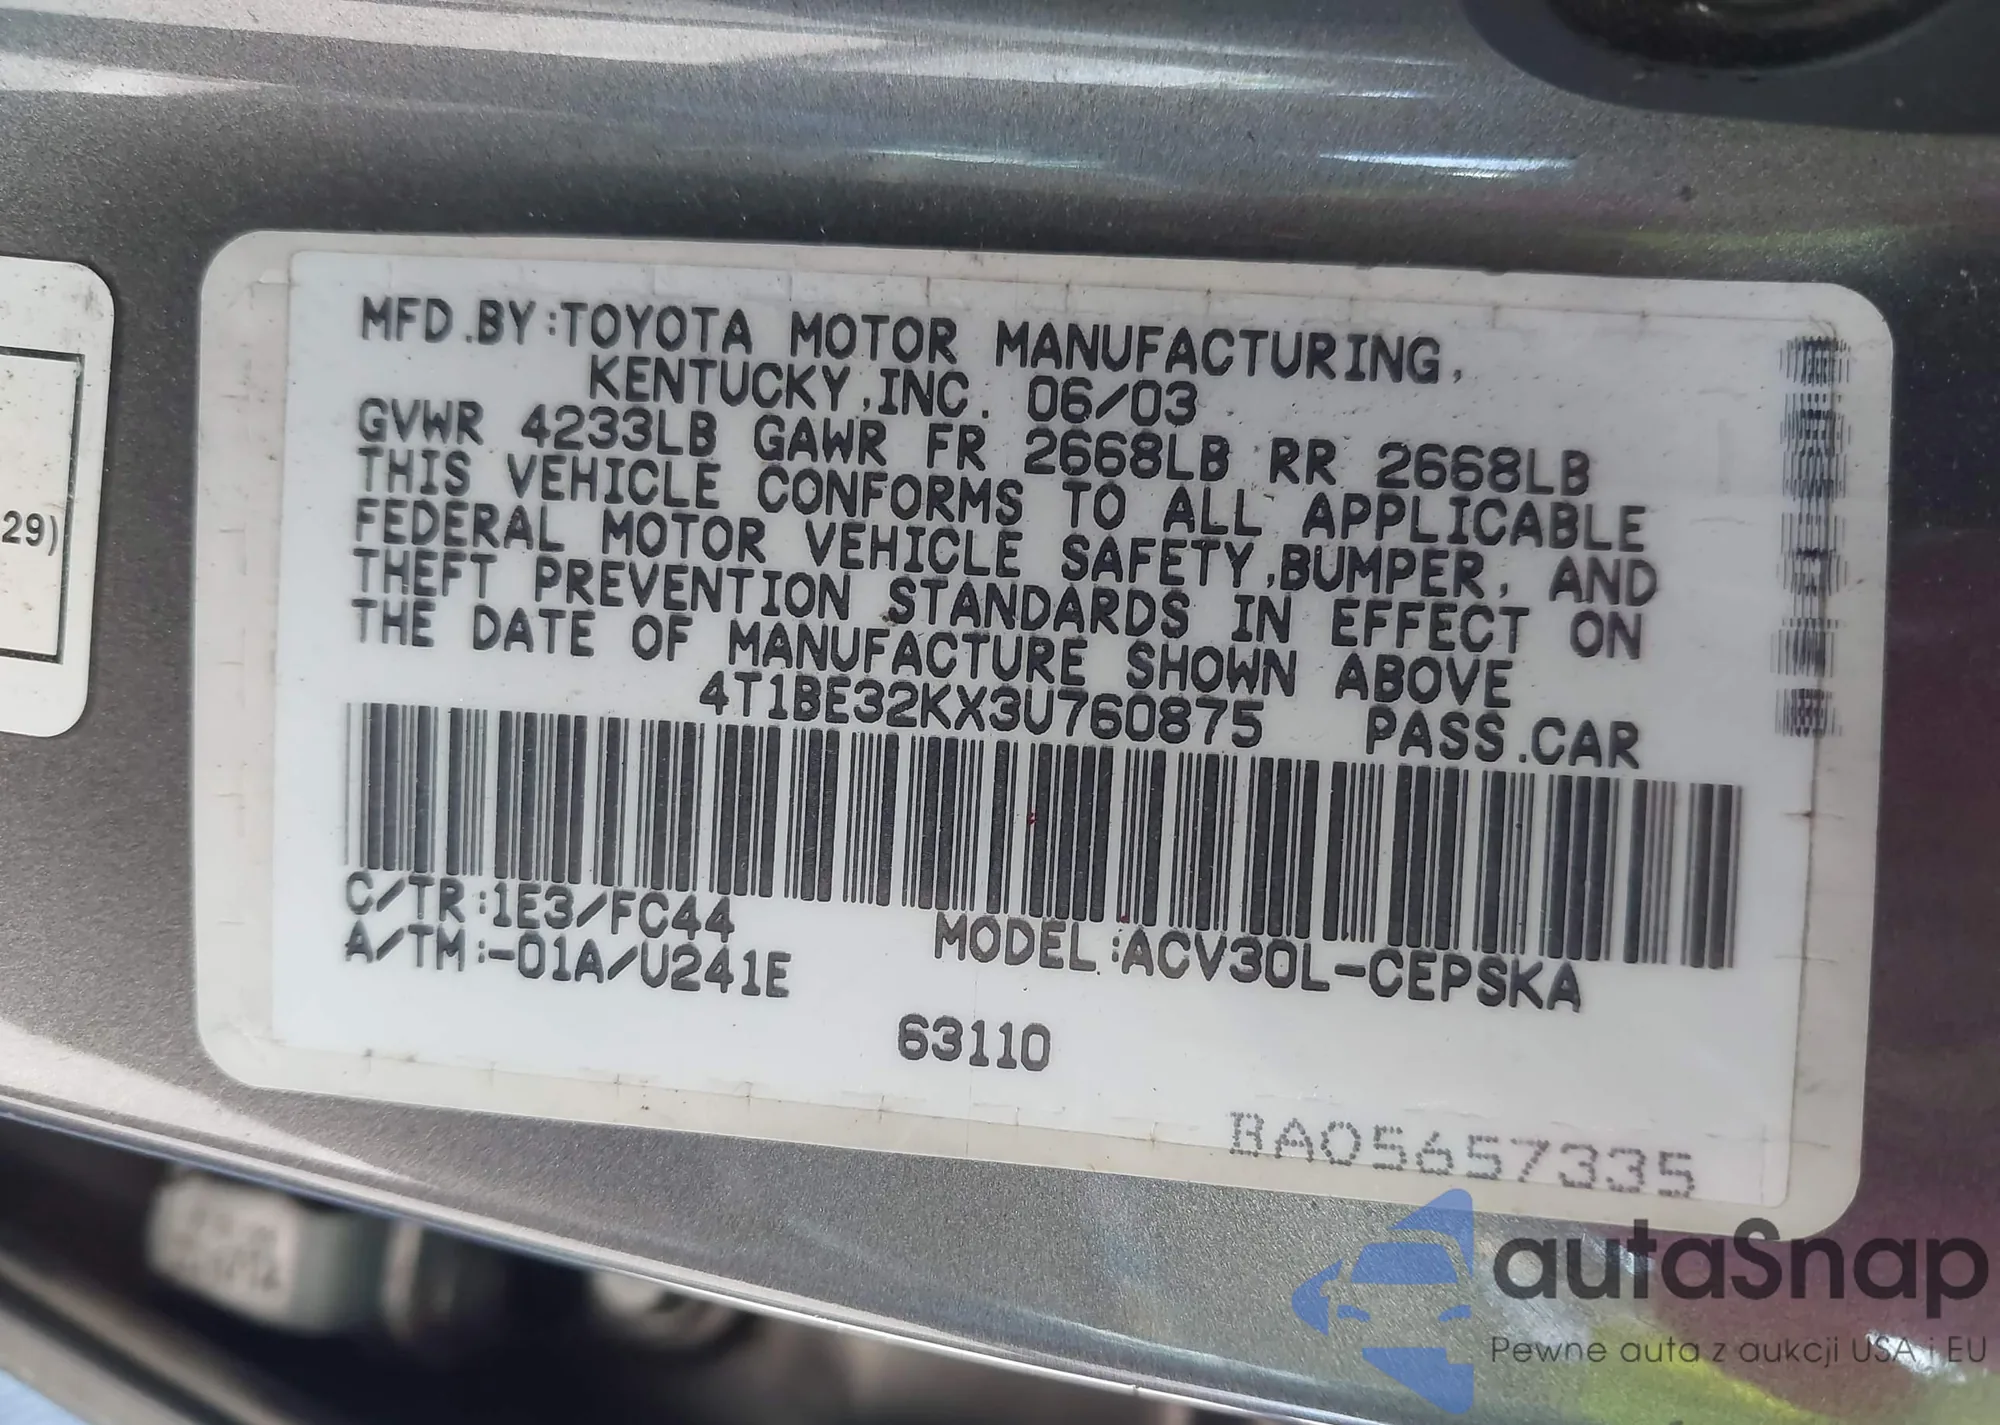 29)
MFD.BY:TOYOTA MOTOR MANUFACTURING,
KENTUCKY,INC. 06/03
GVWR 4233LB GAWR FR 2668LB RR 2668LB
THIS VEHICLE CONFORMS TO ALL APPLICABLE
FEDERAL MOTOR VEHICLE SAFETY,BUMPER, AND
THEFT PREVENTION STANDARDS IN EFFECT ON
THE DATE OF MANUFACTURE SHOWN ABOVE
4T1BE32KX3U760875 PASS.CAR
C/TR:1E3/FC44
A/TM:-01A/U241E
MODEL:ACV30L-CEPSKA
63110
BA05657335
autaSnap
Pewne auta z aukcji USA i EU